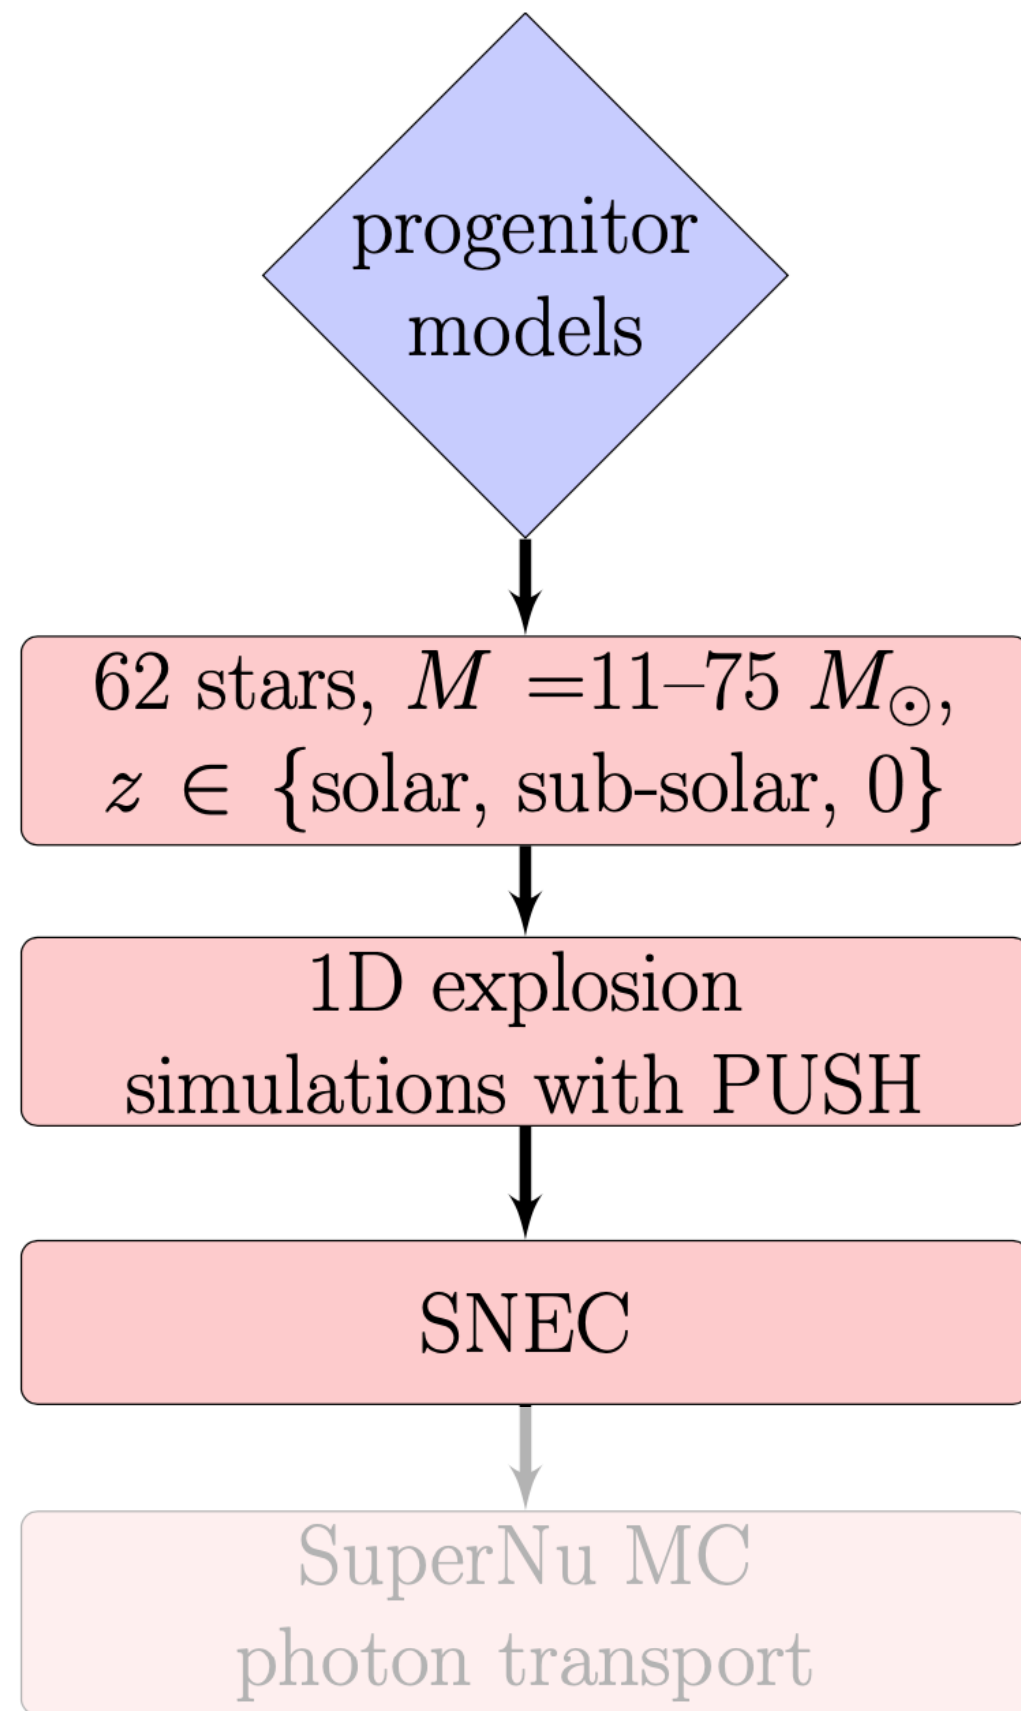 progenitor
models
62 stars, M =11–75 M⊙,
z ∈ {solar, sub-solar, 0}
1D explosion
simulations with PUSH
SNEC
SuperNu MC
photon transport